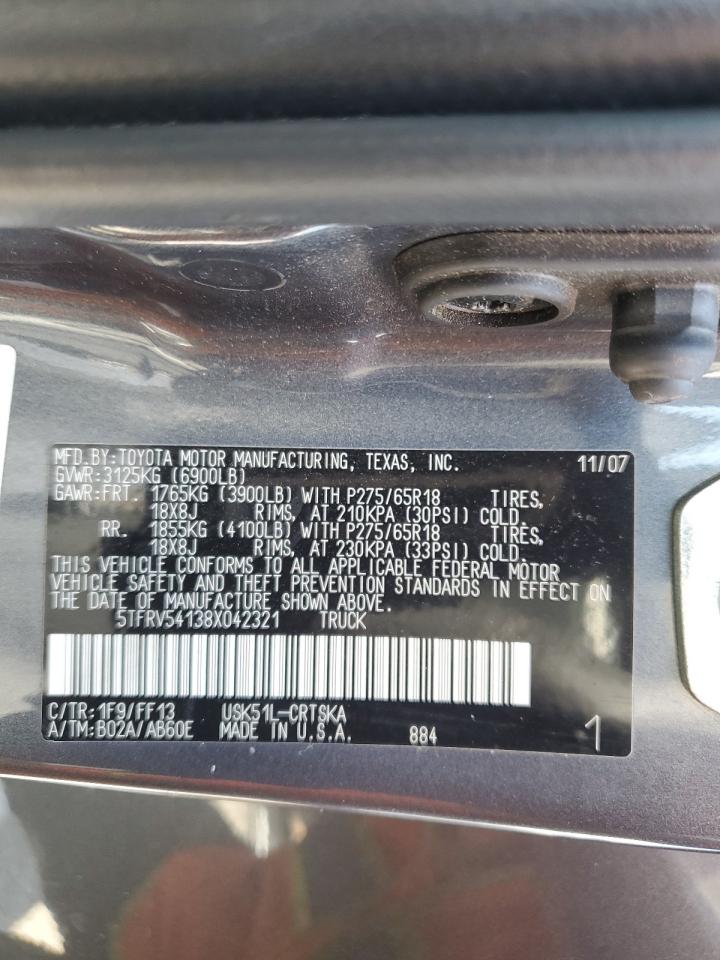 MFD.BY:TOYOTA MOTOR MANUFACTURING, TEXAS, INC. 11/07
GVWR:3125KG (6900LB)
GAWR:FRT. 1765KG (3900LB) WITH P275/65R18 TIRES,
18X8J RIMS, AT 210KPA (30PSI) COLD.
RR. 1855KG (4100LB) WITH P275/65R18 TIRES,
18X8J RIMS, AT 230KPA (33PSI) COLD.
THIS VEHICLE CONFORMS TO ALL APPLICABLE FEDERAL MOTOR
VEHICLE SAFETY AND THEFT PREVENTION STANDARDS IN EFFECT ON
THE DATE OF MANUFACTURE SHOWN ABOVE.
5TFRV54138X042321 TRUCK
C/TR:1F9/FF13 USK51L-CRTSKA
A/TM:B02A/AB60E MADE IN U.S.A. 884 1